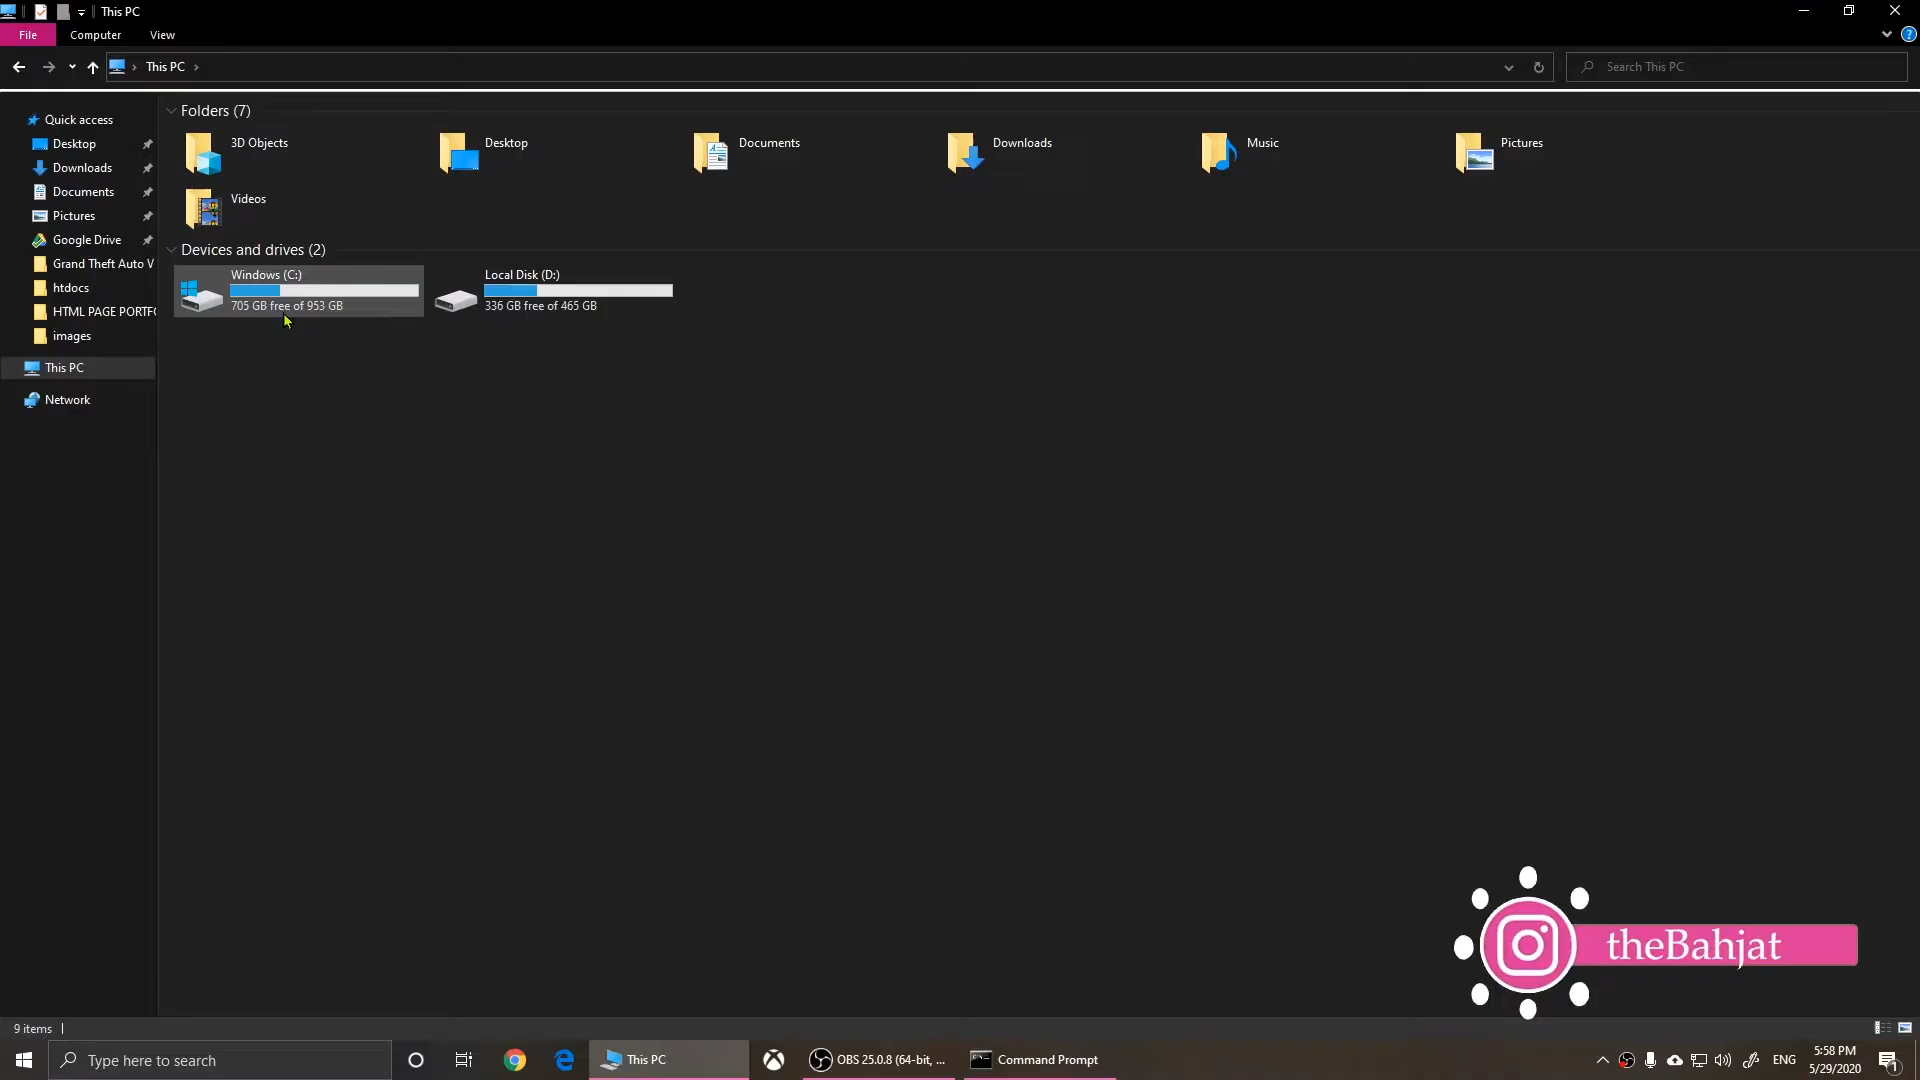 This PC
File
Computer
View
This PC
Search This PC
Quick access
Desktop
Downloads
Documents
Pictures
Google Drive
Grand Theft Auto V
htdocs
HTML PAGE PORTFO
images
This PC
Network
Folders (7)
3D Objects
Desktop
Documents
Downloads
Music
Pictures
Videos
Devices and drives (2)
Windows (C:)
705 GB free of 953 GB
Local Disk (D:)
336 GB free of 465 GB
theBahjat
9 items
Type here to search
This PC
OBS 25.0.8 (64-bit, ...
Command Prompt
ENG
5:58 PM
5/29/2020
1